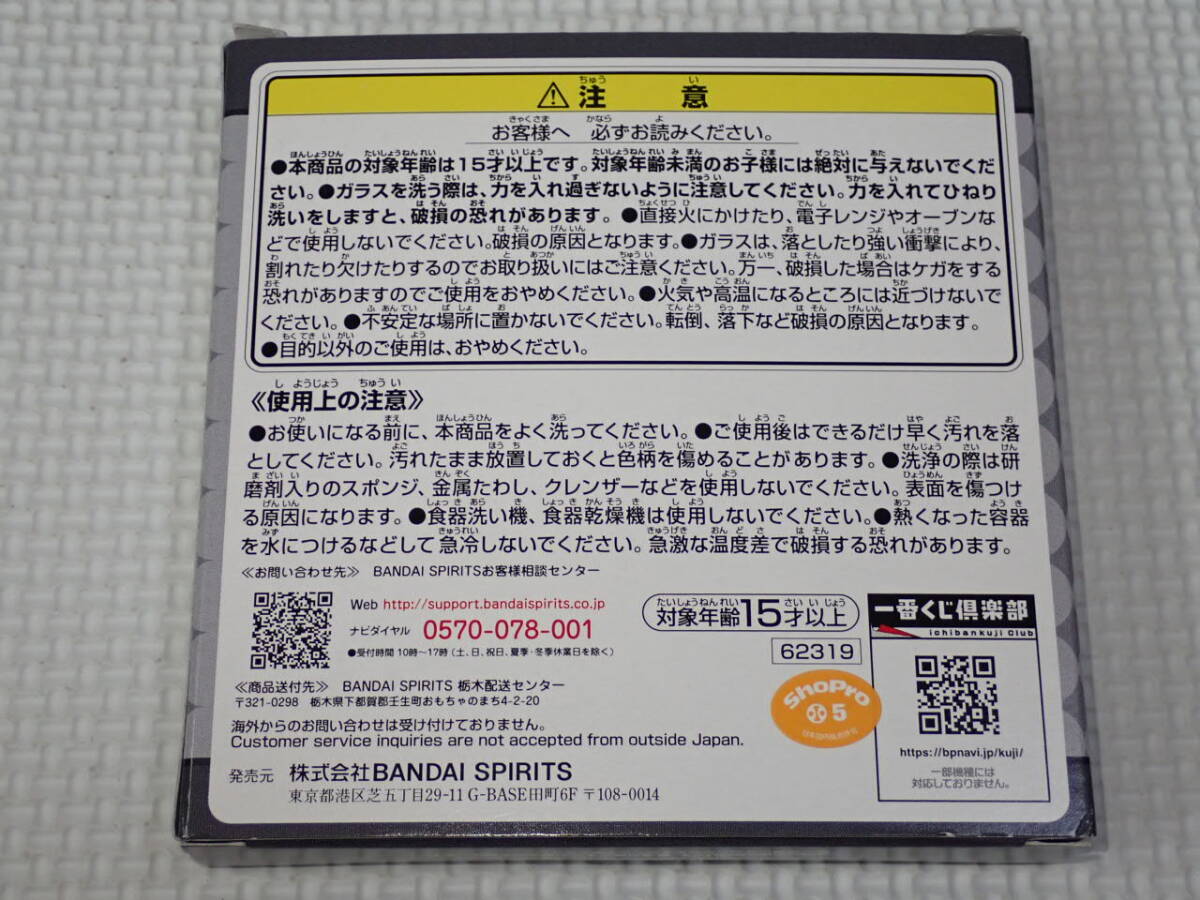 ⚠注意
お客様へ 必ずお読みください。
●本商品の対象年齢は15才以上です。対象年齢未満のお子様には絶対に与えないでくだ
さい。●ガラスを洗う際は、力を入れ過ぎないように注意してください。力を入れてひねり
洗いをしますと、破損の恐れがあります。●直接火にかけたり、電子レンジやオーブンな
どで使用しないでください。破損の原因となります。●ガラスは、落としたり強い衝撃により、
割れたり欠けたりするのでお取り扱いにはご注意ください。万一、破損した場合はケガをする
恐れがありますのでご使用をおやめください。●火気や高温になるところには近づけないで
ください。●不安定な場所に置かないでください。転倒、落下など破損の原因となります。
●目的以外のご使用は、おやめください。
《使用上の注意》
●お使いになる前に、本商品をよく洗ってください。●ご使用後はできるだけ早く汚れを落
としてください。汚れたまま放置しておくと色柄を傷めることがあります。●洗浄の際は研
磨剤入りのスポンジ、金属たわし、クレンザーなどを使用しないでください。表面を傷つけ
る原因になります。●食器洗い機、食器乾燥機は使用しないでください。●熱くなった容器
を水につけるなどして急冷しないでください。急激な温度差で破損する恐れがあります。
≪お問い合わせ先≫ BANDAI SPIRITSお客様相談センター
Web http://support.bandaispirits.co.jp
ナビダイヤル 0570-078-001
●受付時間 10時〜17時(土、日、祝日、夏季・冬季休業日を除く)
対象年齢15才以上
62319
≪商品送付先≫ BANDAI SPIRITS 栃木配送センター
〒321-0298 栃木県下都賀郡壬生町おもちゃのまち4-2-20
海外からのお問い合わせは受け付けておりません。
Customer service inquiries are not accepted from outside Japan.
発売元 株式会社BANDAI SPIRITS
東京都港区芝五丁目29-11 G-BASE田町6F 〒108-0014
ShoPro
5
一番くじ倶楽部
ichibankuji Club
https://bpnavi.jp/kuji/
一部機種には
対応しておりません。